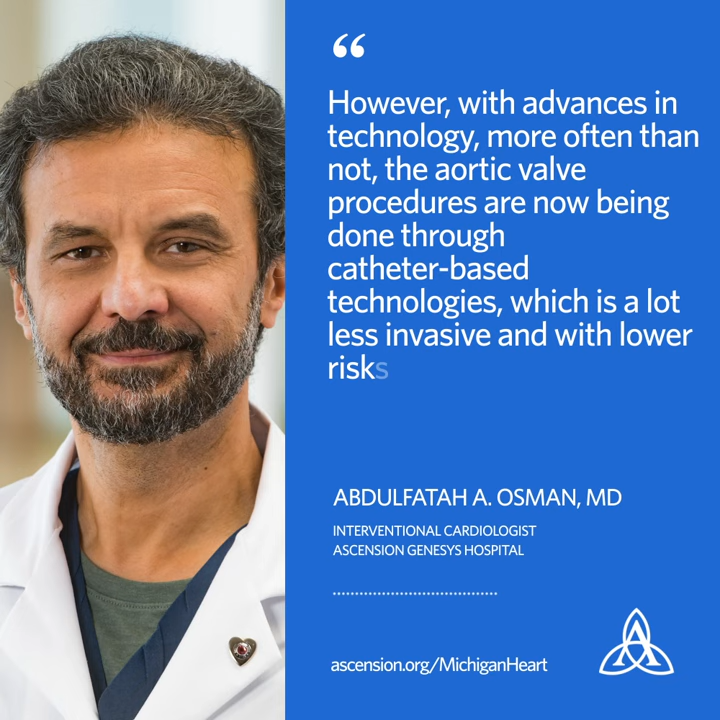 “
However, with advances in
technology, more often than
not, the aortic valve
procedures are now being
done through
catheter-based
technologies, which is a lot
less invasive and with lower
risks
ABDULFATAH A. OSMAN, MD
INTERVENTIONAL CARDIOLOGIST
ASCENSION GENESYS HOSPITAL
ascension.org/MichiganHeart
A